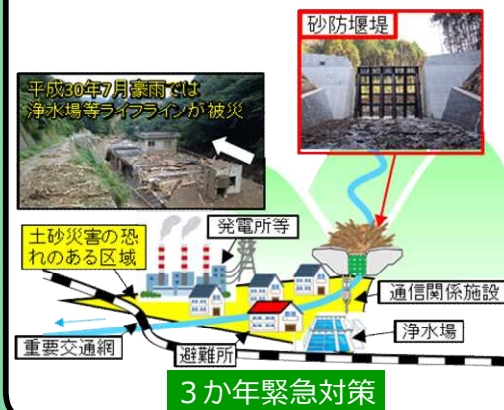 砂防堰堤
平成30年7月豪雨では
浄水場等ライフラインが被災
発電所等
土砂災害の恐
れのある区域
通信関係施設
浄水場
重要交通網
避難所
３か年緊急対策